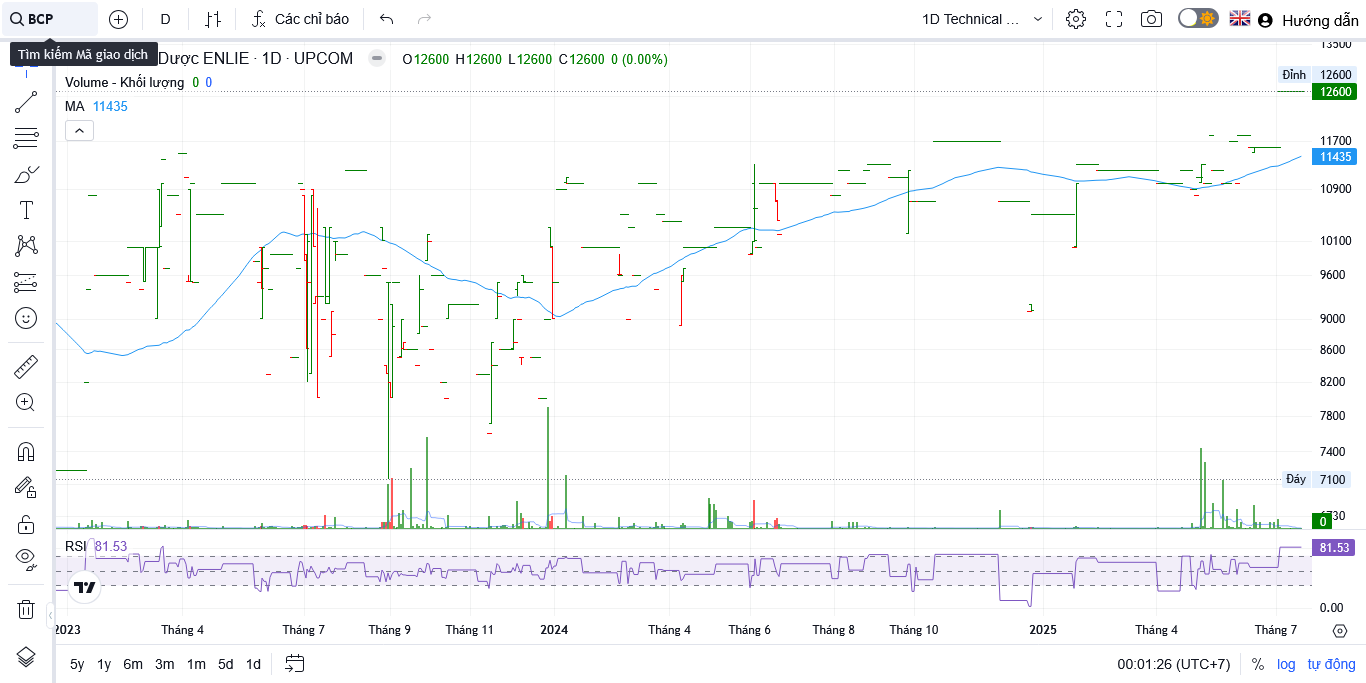 BCP D Các chỉ báo 1D Technical ... Hướng dẫn
Tìm kiếm Mã giao dịch
Dược ENLIE · 1D · UPCOM O12600 H12600 L12600 C12600 0 (0.00%)
Volume - Khối lượng 0 0
MA 11435
13500
Đỉnh 12600
12600
11700
11435
10900
10100
9600
9000
8600
8200
7800
7400
Đáy 7100
0
RSI 81.53
81.53
0.00
2023 Tháng 4 Tháng 7 Tháng 9 Tháng 11 2024 Tháng 4 Tháng 6 Tháng 8 Tháng 10 2025 Tháng 4 Tháng 7
5y 1y 6m 3m 1m 5d 1d 00:01:26 (UTC+7) % log tự động